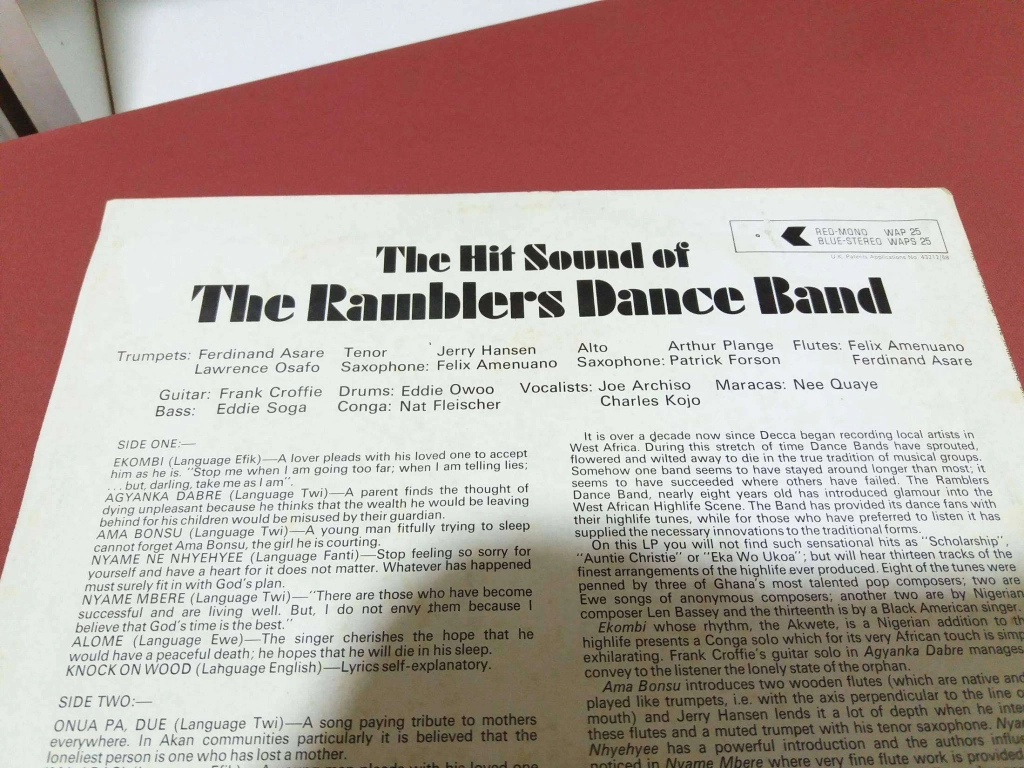 RED-MONO WAP 25
BLUE-STEREO WAPS 25
U.K. Patents Applications No. 43213/68
The Hit Sound of
The Ramblers Dance Band
Trumpets: Ferdinand Asare
Lawrence Osafo
Tenor Jerry Hansen
Saxophone: Felix Amenuano
Alto Arthur Plange
Saxophone: Patrick Forson
Flutes: Felix Amenuano
Ferdinand Asare
Guitar: Frank Croffie
Bass: Eddie Soga
Drums: Eddie Owoo
Conga: Nat Fleischer
Vocalists: Joe Archiso
Charles Kojo
Maracas: Nee Quaye
SIDE ONE:—
EKOMBI (Language Efik)—A lover pleads with his loved one to accept
him as he is. "Stop me when I am going too far; when I am telling lies;
. . . but, darling, take me as I am".
AGYANKA DABRE (Language Twi)—A parent finds the thought of
dying unpleasant because he thinks that the wealth he would be leaving
behind for his children would be misused by their guardian.
AMA BONSU (Language Twi)—A young man fitfully trying to sleep
cannot forget Ama Bonsu, the girl he is courting.
NYAME NE NHYEHYEE (Language Fanti)—Stop feeling so sorry for
yourself and have a heart for it does not matter. Whatever has happened
must surely fit in with God's plan.
NYAME MBERE (Language Twi)—"There are those who have become
successful and are living well. But, I do not envy them because I
believe that God's time is the best."
ALOME (Language Ewe)—The singer cherishes the hope that he
would have a peaceful death; he hopes that he will die in his sleep.
KNOCK ON WOOD (Lahguage English)—Lyrics self-explanatory.
SIDE TWO:—
ONUA PA, DUE (Language Twi)—A song paying tribute to mothers
everywhere. In Akan communities particularly it is believed that the
loneliest person is one who has lost a mother.
It is over a decade now since Decca began recording local artists in
West Africa. During this stretch of time Dance Bands have sprouted,
flowered and wilted away to die in the true tradition of musical groups.
Somehow one band seems to have stayed around longer than most; it
seems to have succeeded where others have failed. The Ramblers
Dance Band, nearly eight years old has introduced glamour into the
West African Highlife Scene. The Band has provided its dance fans with
their highlife tunes, while for those who have preferred to listen it has
supplied the necessary innovations to the traditional forms.
On this LP you will not find such sensational hits as "Scholarship",
"Auntie Christie" or "Eka Wo Ukoa"; but will hear thirteen tracks of the
finest arrangements of the highlife ever produced. Eight of the tunes were
penned by three of Ghana's most talented pop composers; two are
Ewe songs of anonymous composers; another two are by Nigerian
composer Len Bassey and the thirteenth is by a Black American singer.
Ekombi whose rhythm, the Akwete, is a Nigerian addition to th
highlife presents a Conga solo which for its very African touch is simp
exhilarating. Frank Croffie's guitar solo in Agyanka Dabre manages
convey to the listener the lonely state of the orphan.
Ama Bonsu introduces two wooden flutes (which are native and
played like trumpets, i.e. with the axis perpendicular to the line o
mouth) and Jerry Hansen lends it a lot of depth when he inte
these flutes and a muted trumpet with his tenor saxophone. Nya
Nhyehyee has a powerful introduction and the authors influe
noticed in Nyame Mbere where very fine flute work is provided